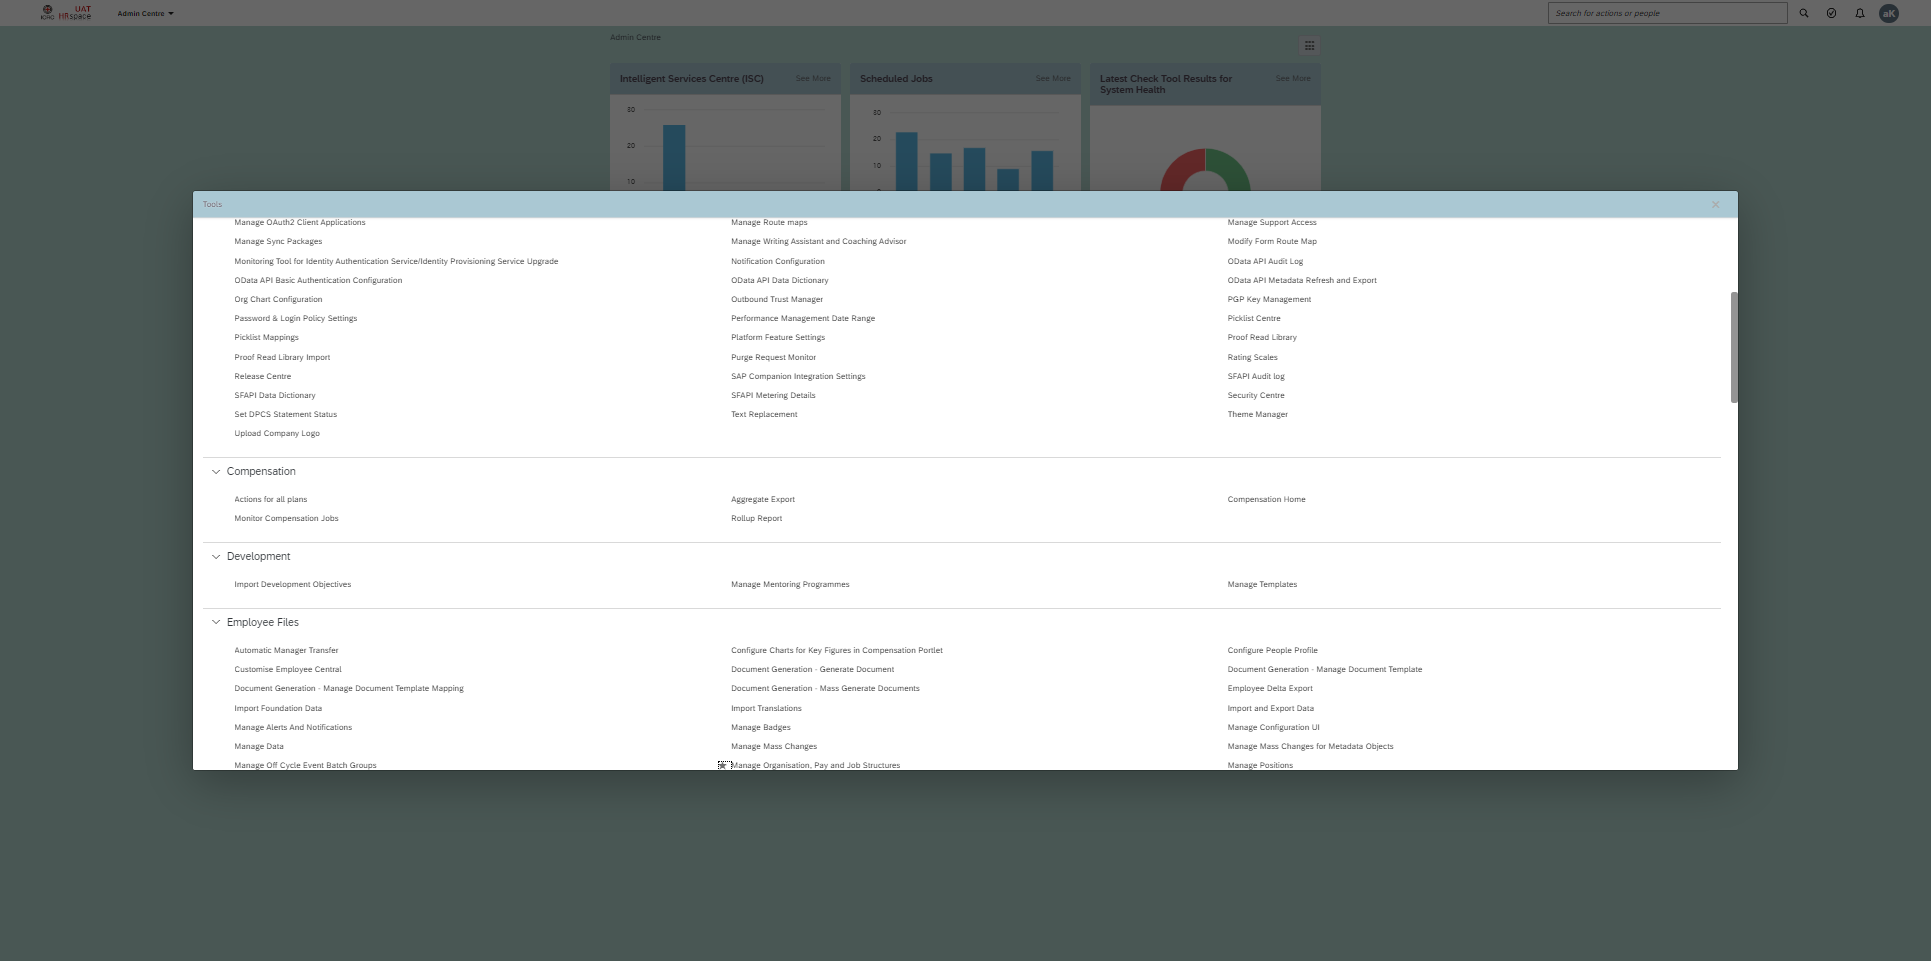 UAT
ICRC HRspace
Admin Centre
Search for actions or people
aK
Admin Centre
Intelligent Services Centre (ISC) See More
30
20
10
Scheduled Jobs See More
30
20
10
Latest Check Tool Results for See More
System Health
Tools
Manage OAuth2 Client Applications Manage Route maps Manage Support Access
Manage Sync Packages Manage Writing Assistant and Coaching Advisor Modify Form Route Map
Monitoring Tool for Identity Authentication Service/Identity Provisioning Service Upgrade Notification Configuration OData API Audit Log
OData API Basic Authentication Configuration OData API Data Dictionary OData API Metadata Refresh and Export
Org Chart Configuration Outbound Trust Manager PGP Key Management
Password & Login Policy Settings Performance Management Date Range Picklist Centre
Picklist Mappings Platform Feature Settings Proof Read Library
Proof Read Library Import Purge Request Monitor Rating Scales
Release Centre SAP Companion Integration Settings SFAPI Audit log
SFAPI Data Dictionary SFAPI Metering Details Security Centre
Set DPCS Statement Status Text Replacement Theme Manager
Upload Company Logo
Compensation
Actions for all plans Aggregate Export Compensation Home
Monitor Compensation Jobs Rollup Report
Development
Import Development Objectives Manage Mentoring Programmes Manage Templates
Employee Files
Automatic Manager Transfer Configure Charts for Key Figures in Compensation Portlet Configure People Profile
Customise Employee Central Document Generation - Generate Document Document Generation - Manage Document Template
Document Generation - Manage Document Template Mapping Document Generation - Mass Generate Documents Employee Delta Export
Import Foundation Data Import Translations Import and Export Data
Manage Alerts And Notifications Manage Badges Manage Configuration UI
Manage Data Manage Mass Changes Manage Mass Changes for Metadata Objects
Manage Off Cycle Event Batch Groups Manage Organisation, Pay and Job Structures Manage Positions